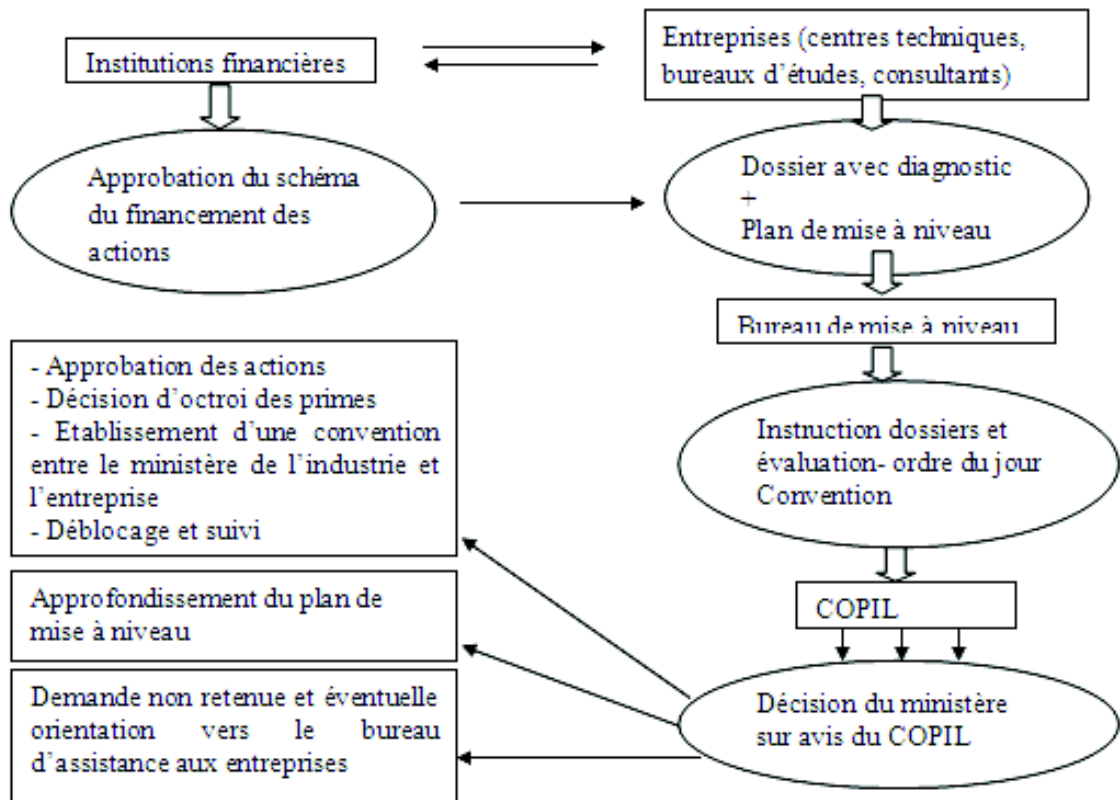 Institutions financières
Entreprises (centres techniques,
bureaux d'études, consultants)
Approbation du schéma
du financement des
actions
Dossier avec diagnostic
+
Plan de mise à niveau
Bureau de mise à niveau
- Approbation des actions
- Décision d'octroi des primes
- Etablissement d'une convention
entre le ministère de l'industrie et
l'entreprise
- Déblocage et suivi
Instruction dossiers et
évaluation- ordre du jour
Convention
COPIL
Approfondissement du plan de
mise à niveau
Demande non retenue et éventuelle
orientation vers le bureau
d'assistance aux entreprises
Décision du ministère
sur avis du COPIL